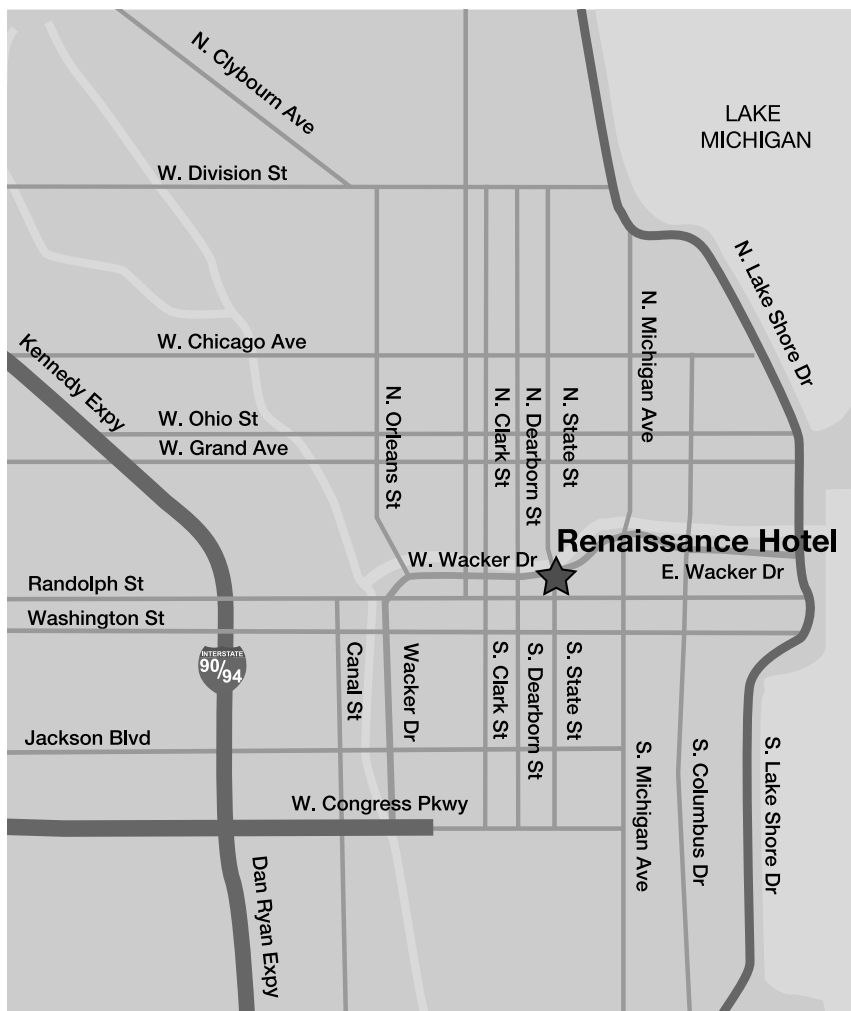 N. Clybourn Ave
LAKE
MICHIGAN
W. Division St
N. Lake Shore Dr
N. Michigan Ave
Kennedy Expy
W. Chicago Ave
N. Orleans St
N. Clark St
N. Dearborn St
N. State St
W. Ohio St
W. Grand Ave
Renaissance Hotel
W. Wacker Dr
E. Wacker Dr
Randolph St
Washington St
INTERSTATE
90/94
Canal St
Wacker Dr
S. Clark St
S. Dearborn St
S. State St
Jackson Blvd
S. Michigan Ave
S. Columbus Dr
S. Lake Shore Dr
W. Congress Pkwy
Dan Ryan Expy